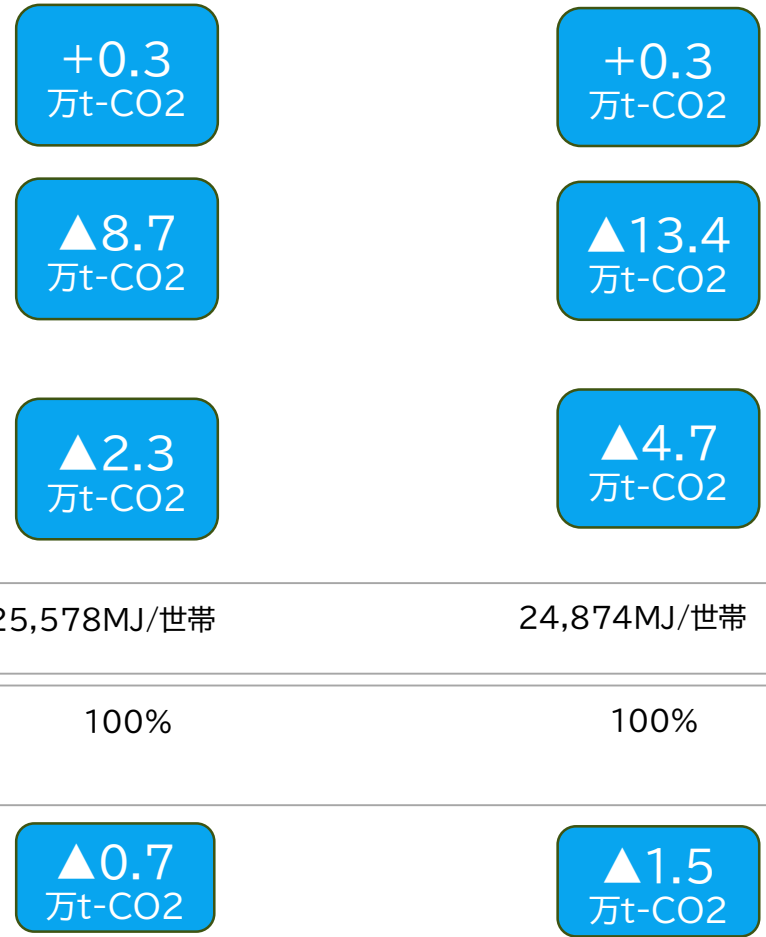 +0.3
万t-CO2
+0.3
万t-CO2
▲8.7
万t-CO2
▲13.4
万t-CO2
▲2.3
万t-CO2
▲4.7
万t-CO2
25,578MJ/世帯
24,874MJ/世帯
100%
100%
▲0.7
万t-CO2
▲1.5
万t-CO2